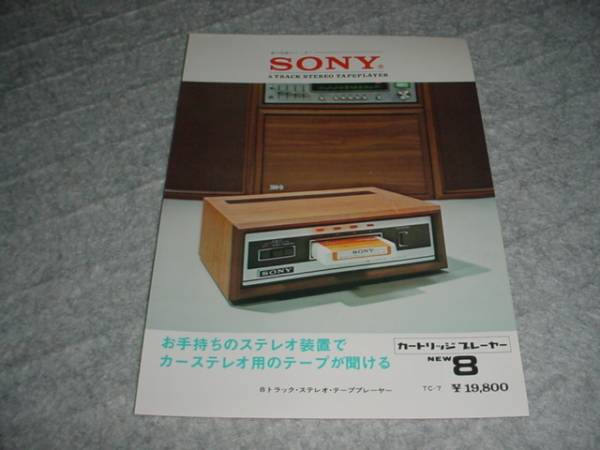 SONY®
8 TRACK STEREO TAPEPLAYER
SONY
お手持ちのステレオ装置で
カーステレオ用のテープが聞ける
8トラック・ステレオ・テーププレーヤー
カートリッジ プレーヤー
NEW 8
TC-7 ¥19,800